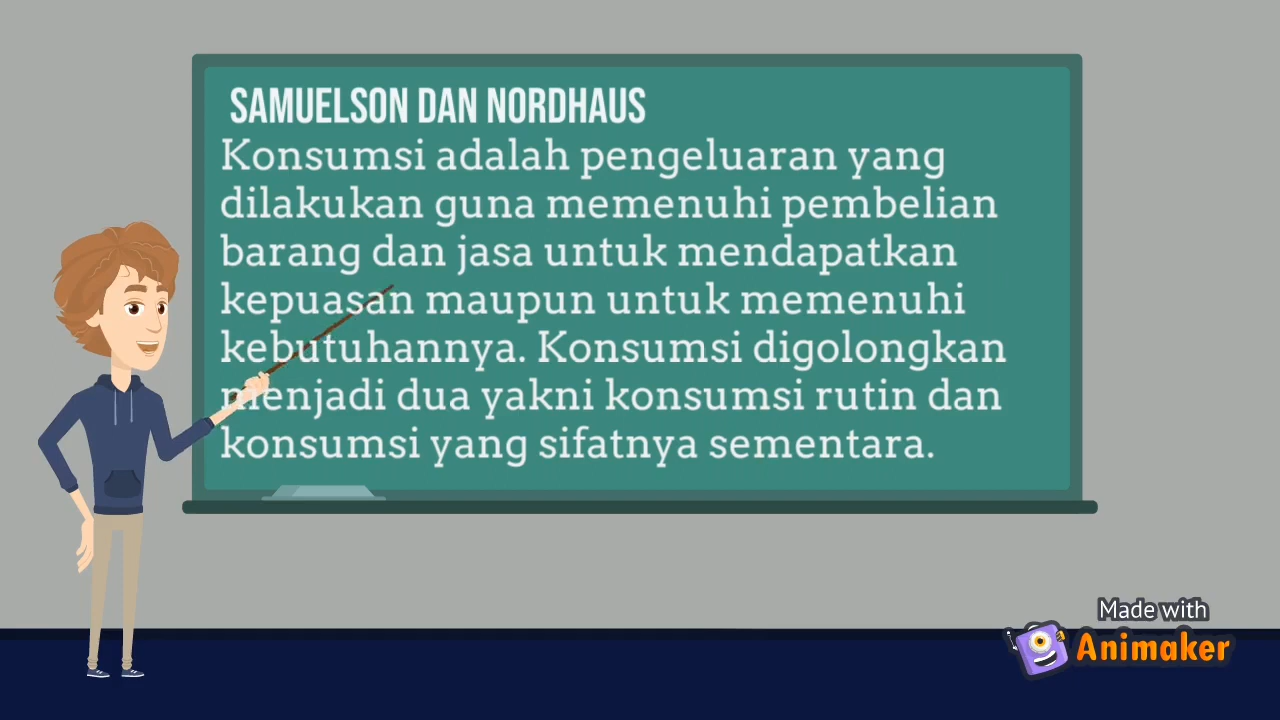 SAMUELSON DAN NORDHAUS
Konsumsi adalah pengeluaran yang
dilakukan guna memenuhi pembelian
barang dan jasa untuk mendapatkan
kepuasan maupun untuk memenuhi
kebutuhannya. Konsumsi digolongkan
menjadi dua yakni konsumsi rutin dan
konsumsi yang sifatnya sementara.
Made with
Animaker